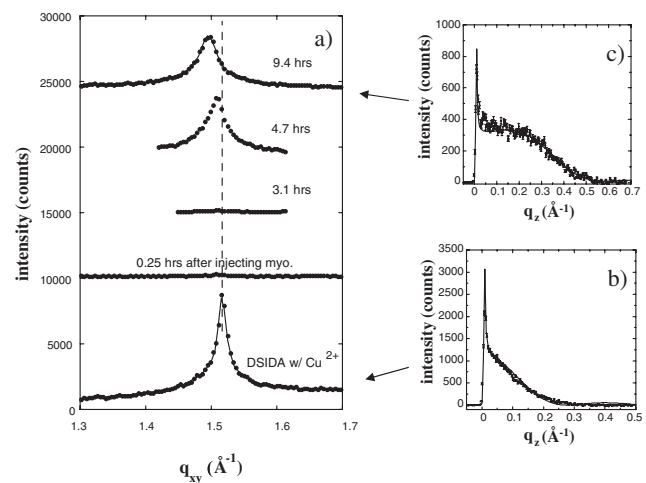 a)
intensity (counts)
30000
25000
20000
15000
10000
5000
0
9.4 hrs
4.7 hrs
3.1 hrs
0.25 hrs after injecting myo.
DSIDA w/ Cu 2+
1.3 1.4 1.5 1.6 1.7
q xy (Å-1)
c)
intensity (counts)
1000
800
600
400
200
0
0 0.1 0.2 0.3 0.4 0.5 0.6 0.7
q z (Å-1)
b)
intensity (counts)
3500
3000
2500
2000
1500
1000
500
0
0 0.1 0.2 0.3 0.4 0.5
q z (Å-1)